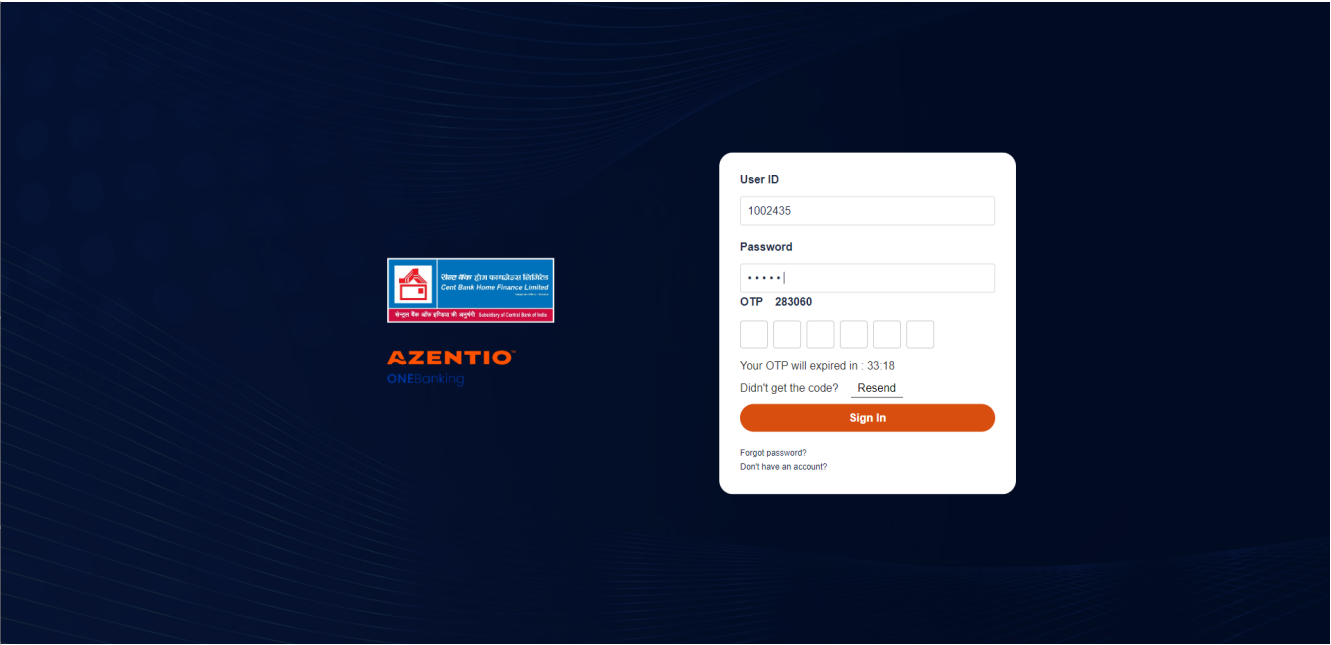 सेन्ट बैंक होम फायनेन्स लिमिटेड
Cent Bank Home Finance Limited
सेन्ट्रल बैंक ऑफ इण्डिया की अनुषंगी Subsidiary of Central Bank of India
AZENTIO
ONEBanking
User ID
1002435
Password
OTP 283060
Your OTP will expired in : 33:18
Didn't get the code? Resend
Sign In
Forgot password?
Don't have an account?